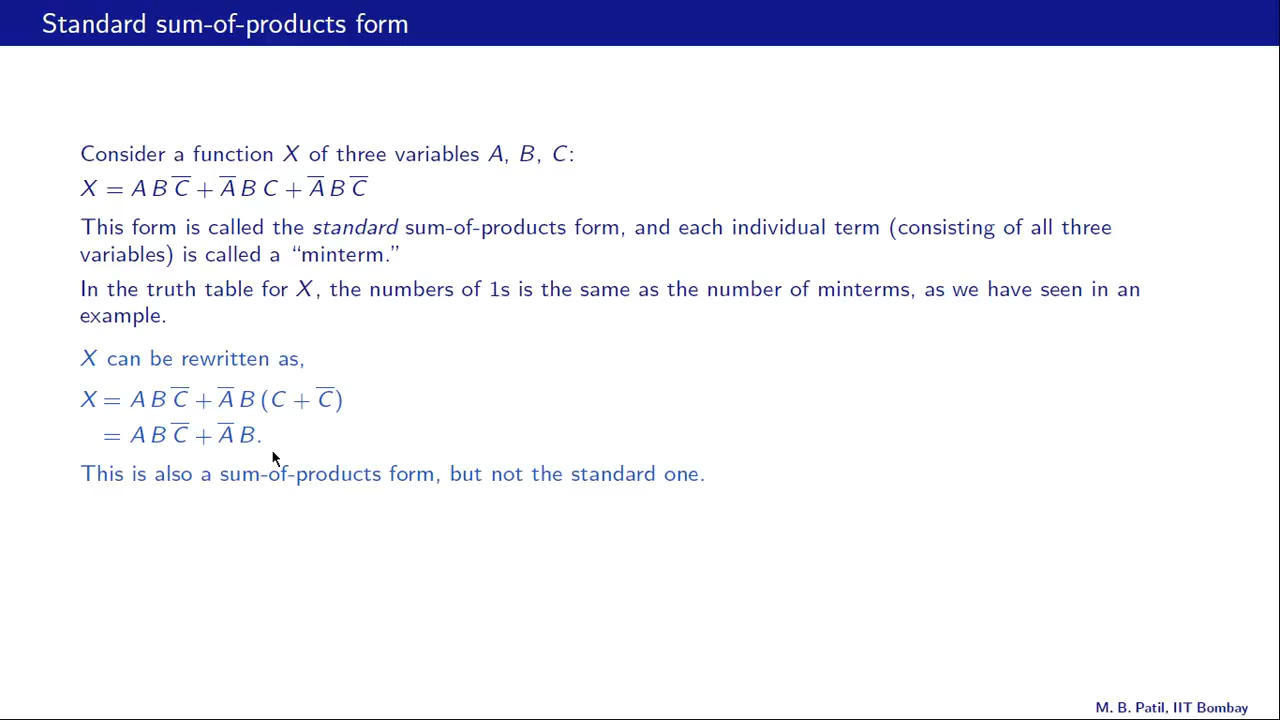 Standard sum-of-products form
Consider a function X of three variables A, B, C:
X = A B C̅ + A̅ B C + A̅ B C̅
This form is called the standard sum-of-products form, and each individual term (consisting of all three
variables) is called a “minterm.”
In the truth table for X, the numbers of 1s is the same as the number of minterms, as we have seen in an
example.
X can be rewritten as,
X = A B C̅ + A̅ B (C + C̅)
= A B C̅ + A̅ B.
This is also a sum-of-products form, but not the standard one.
M. B. Patil, IIT Bombay